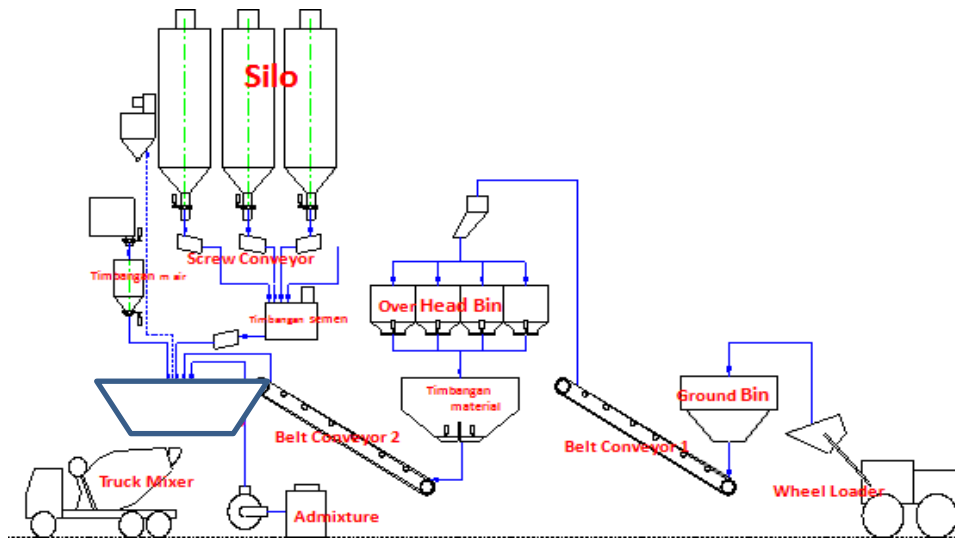 Silo
Screw Conveyor
Timbangan m air
Timbangan semen
Over Head Bin
Timbangan
material
Ground Bin
Belt Conveyor 2
Belt Conveyor 1
Truck Mixer
Wheel Loader
Admixture